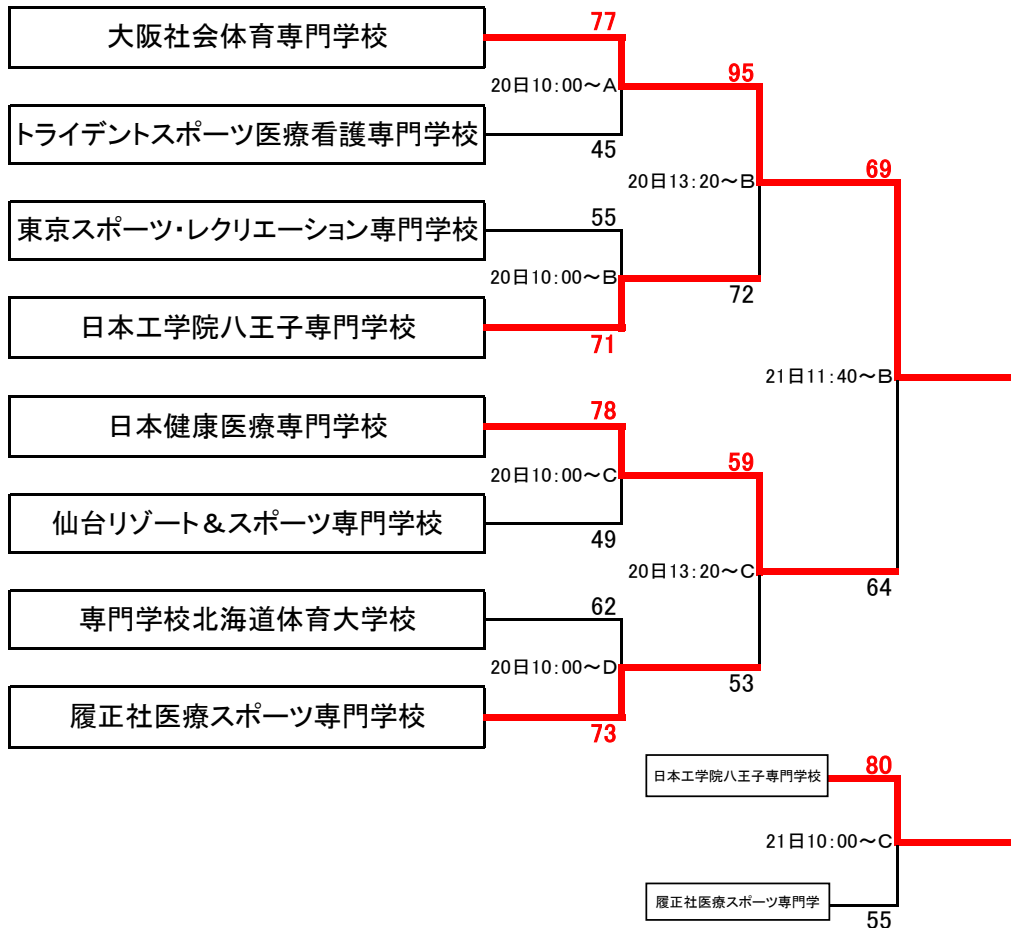 大阪社会体育専門学校
77
20日10:00～A
95
トライデントスポーツ医療看護専門学校
45
20日13:20～B
69
東京スポーツ・レクリエーション専門学校
55
20日10:00～B
72
日本工学院八王子専門学校
71
21日11:40～B
日本健康医療専門学校
78
20日10:00～C
59
仙台リゾート＆スポーツ専門学校
49
20日13:20～C
64
専門学校北海道体育大学校
62
20日10:00～D
53
履正社医療スポーツ専門学校
73
日本工学院八王子専門学校
80
21日10:00～C
履正社医療スポーツ専門学
55